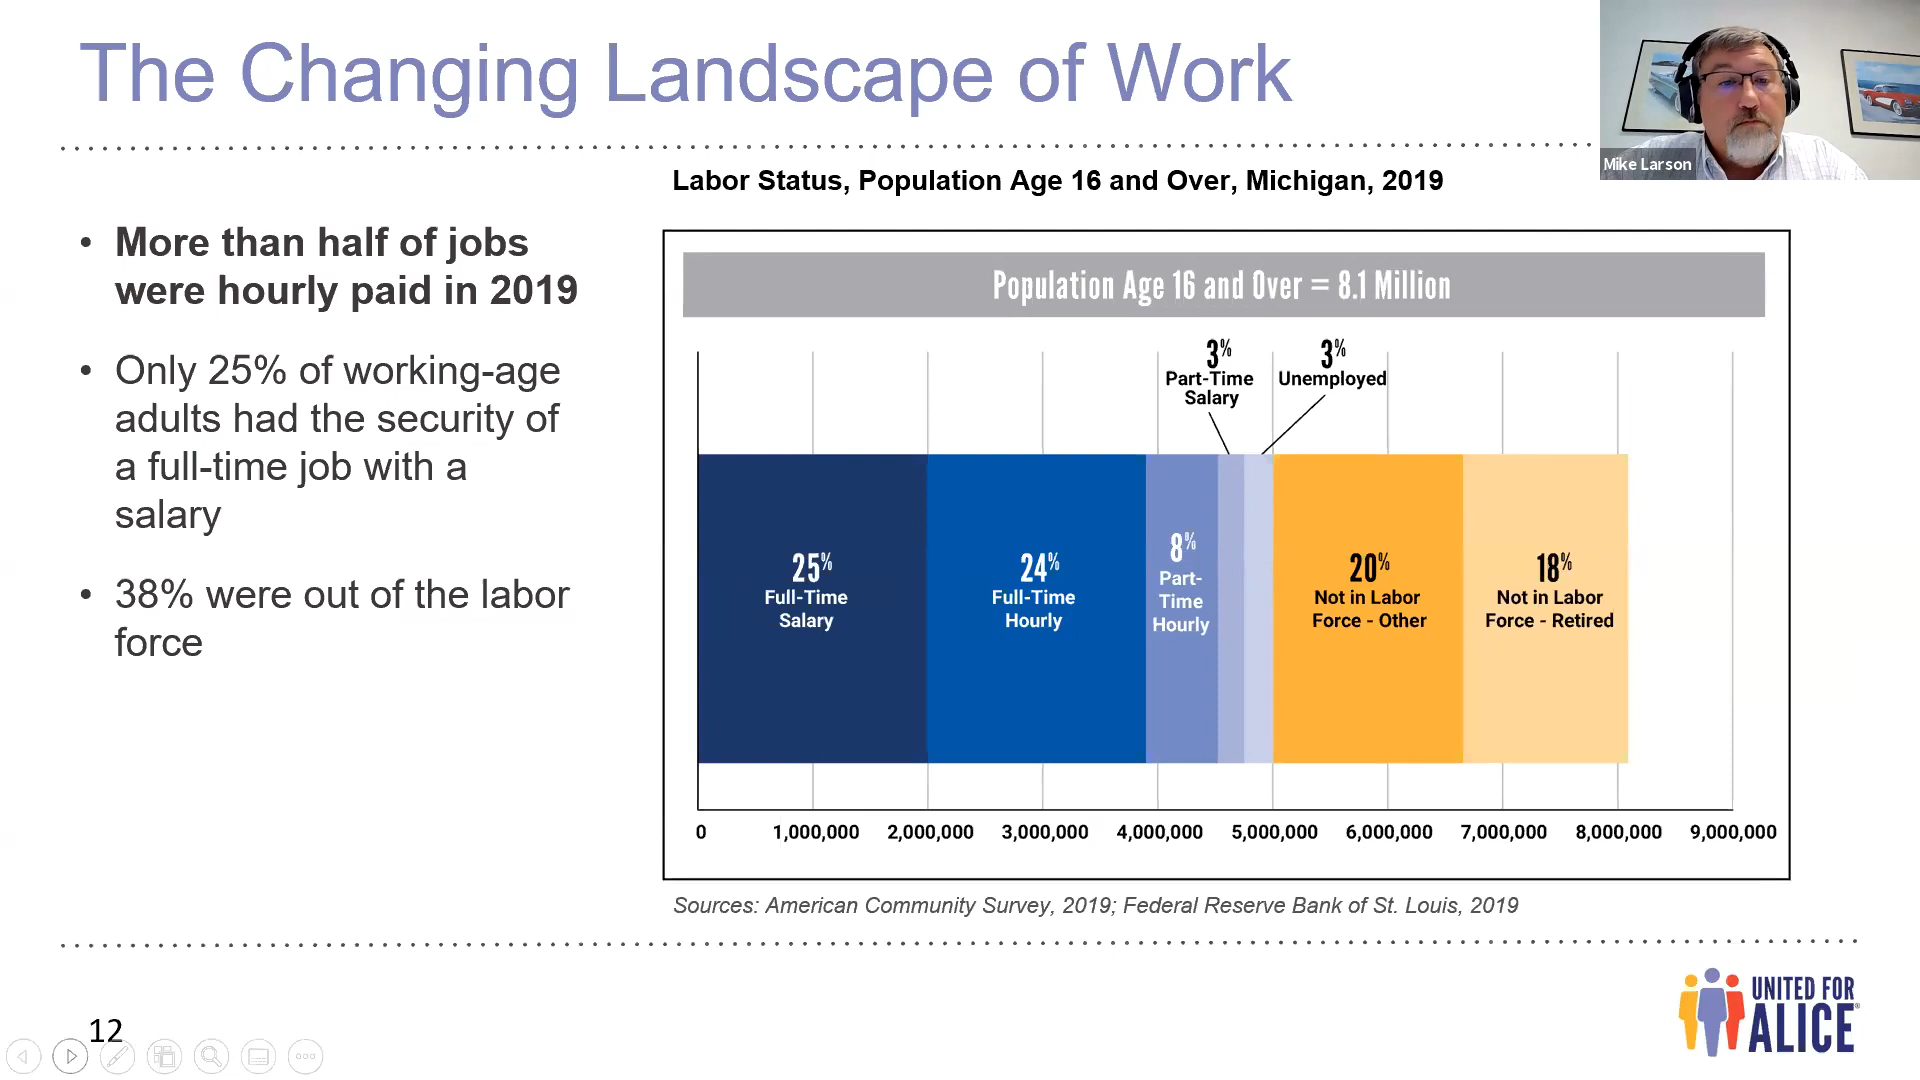 The Changing Landscape of Work
Mike Larson
• More than half of jobs
were hourly paid in 2019
• Only 25% of working-age
adults had the security of
a full-time job with a
salary
• 38% were out of the labor
force
Labor Status, Population Age 16 and Over, Michigan, 2019
Population Age 16 and Over = 8.1 Million
3%
Part-Time
Salary
3%
Unemployed
25%
Full-Time
Salary
24%
Full-Time
Hourly
8%
Part-
Time
Hourly
20%
Not in Labor
Force - Other
18%
Not in Labor
Force - Retired
0 1,000,000 2,000,000 3,000,000 4,000,000 5,000,000 6,000,000 7,000,000 8,000,000 9,000,000
Sources: American Community Survey, 2019; Federal Reserve Bank of St. Louis, 2019
12
UNITED FOR
ALICE®